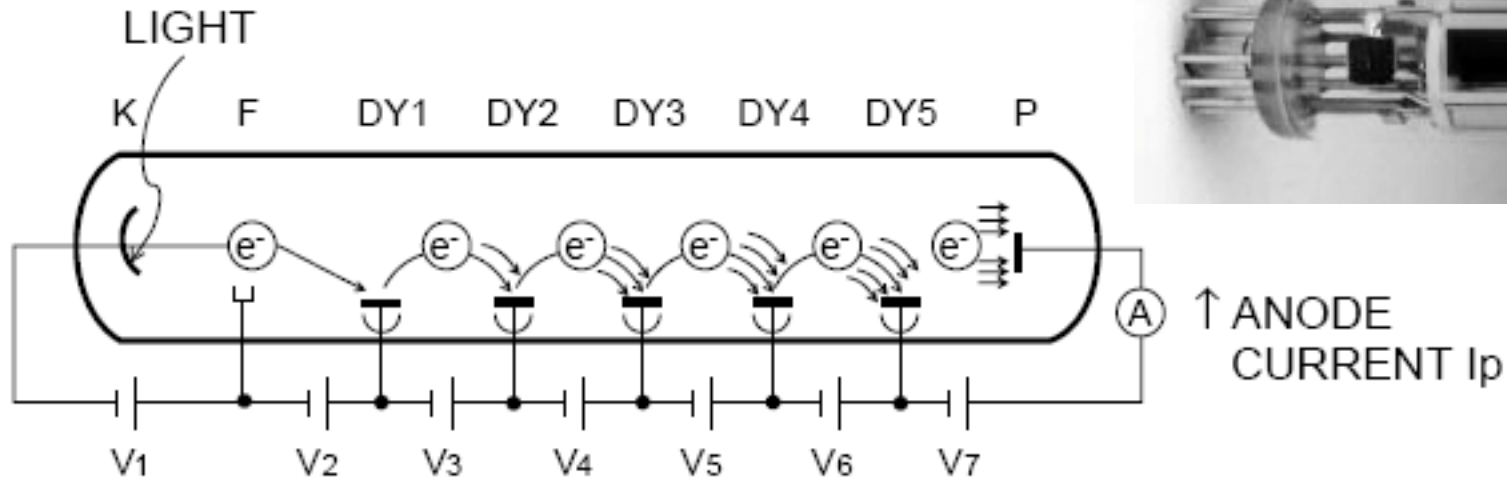 LIGHT
K F DY1 DY2 DY3 DY4 DY5 P
e- e- e- e- e- e-
A ↑ ANODE
CURRENT Ip
V1 V2 V3 V4 V5 V6 V7